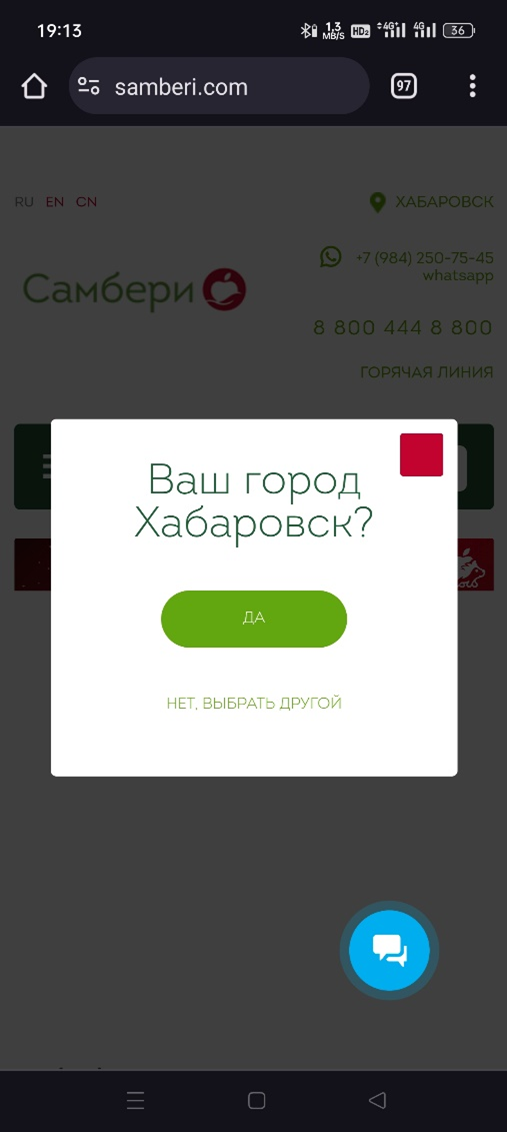 19:13
1,3
MB/S
HD2
4G+
4G
36
samberi.com
97
RU EN CN
ХАБАРОВСК
+7 (984) 250-75-45
whatsapp
Самбери
8 800 444 8 800
ГОРЯЧАЯ ЛИНИЯ
Ваш город
Хабаровск?
ДА
НЕТ, ВЫБРАТЬ ДРУГОЙ